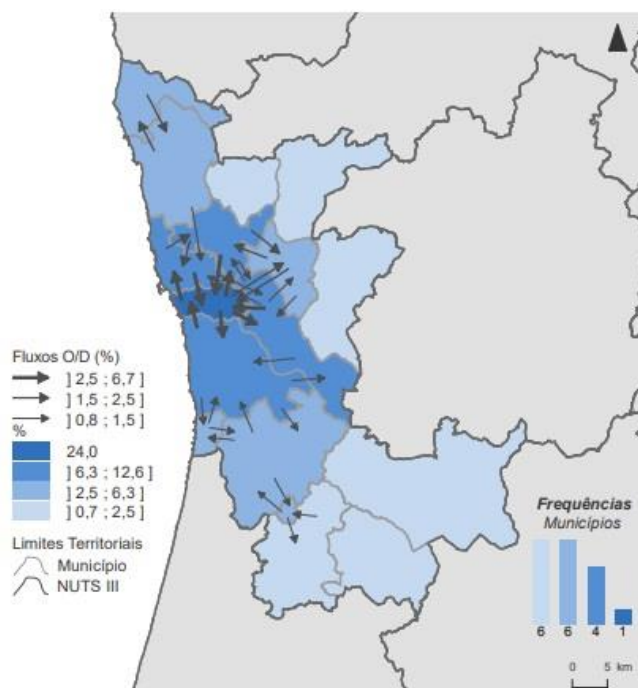 Fluxos O/D (%)
] 2,5 ; 6,7 ]
] 1,5 ; 2,5 ]
] 0,8 ; 1,5 ]
%
24,0
] 6,3 ; 12,6 ]
] 2,5 ; 6,3 ]
] 0,7 ; 2,5 ]
Limites Territoriais
Município
NUTS III
Frequências
Municípios
6 6 4 1
0 5 km